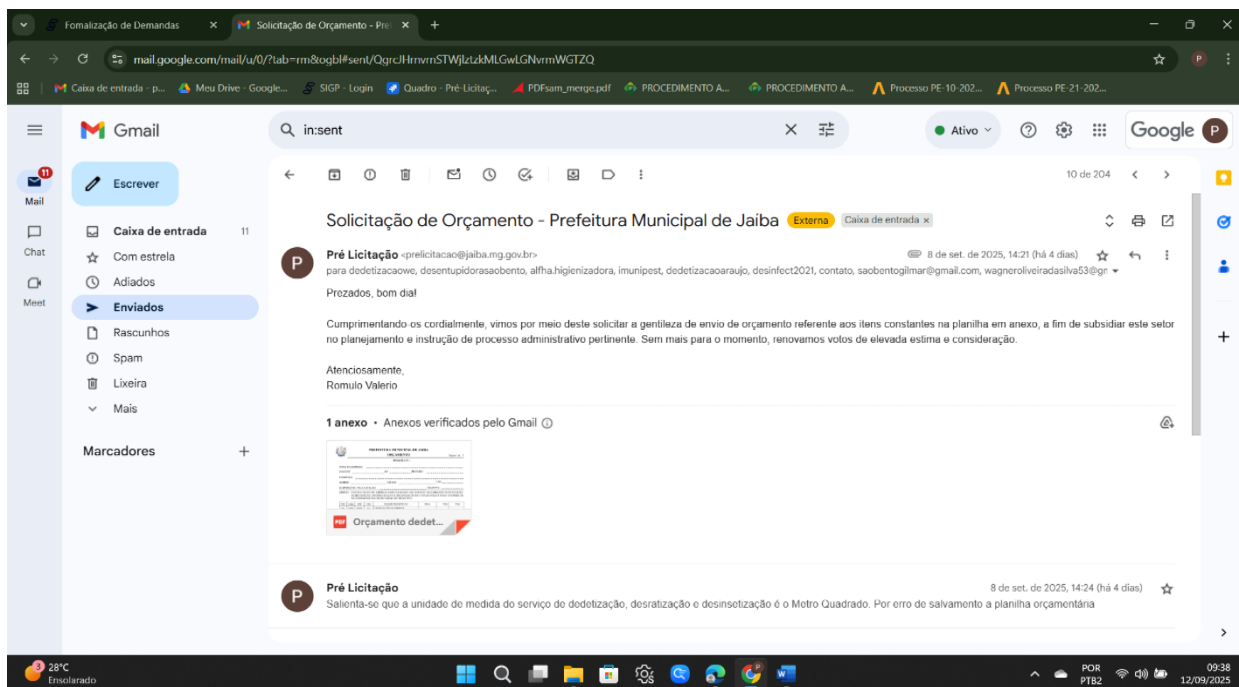 Fomalização de Demandas
Solicitação de Orçamento - Pre
mail.google.com/mail/u/0/?tab=rm&ogbl#sent/QgrcJHrnvrnSTWjlztzkMLGwLGNvrmWGTZQ
P
Caixa de entrada - p...
Meu Drive - Google...
SIGP - Login
Quadro - Pré-Licitaç...
PDFsam_merge.pdf
PROCEDIMENTO A...
PROCEDIMENTO A...
Processo PE-10-202...
Processo PE-21-202...
Gmail
in:sent
Ativo
Google
P
11
Mail
Chat
Meet
Escrever
Caixa de entrada 11
Com estrela
Adiados
Enviados
Rascunhos
Spam
Lixeira
Mais
Marcadores
10 de 204
Solicitação de Orçamento - Prefeitura Municipal de Jaíba Externa Caixa de entrada ×
P
Pré Licitação <prelicitacao@jaiba.mg.gov.br> 8 de set. de 2025, 14:21 (há 4 dias)
para dedetizacaowe, desentupidorasaobento, alfha.higienizadora, imunipest, dedetizacaoaraujo, desinfect2021, contato, saobentogilmar@gmail.com, wagneroliveiradasilva53@gn
Prezados, bom dia!
Cumprimentando-os cordialmente, vimos por meio deste solicitar a gentileza de envio de orçamento referente aos itens constantes na planilha em anexo, a fim de subsidiar este setor
no planejamento e instrução de processo administrativo pertinente. Sem mais para o momento, renovamos votos de elevada estima e consideração.
Atenciosamente,
Romulo Valerio
1 anexo • Anexos verificados pelo Gmail
PREFEITURA MUNICIPAL DE JAIBA
ORÇAMENTO
PDF Orçamento dedet...
P
Pré Licitação 8 de set. de 2025, 14:24 (há 4 dias)
Salienta-se que a unidade de medida do serviço de dedetização, desratização e desinsetização é o Metro Quadrado. Por erro de salvamento a planilha orçamentária
3
28°C
Ensolarado
POR
PTB2
09:38
12/09/2025